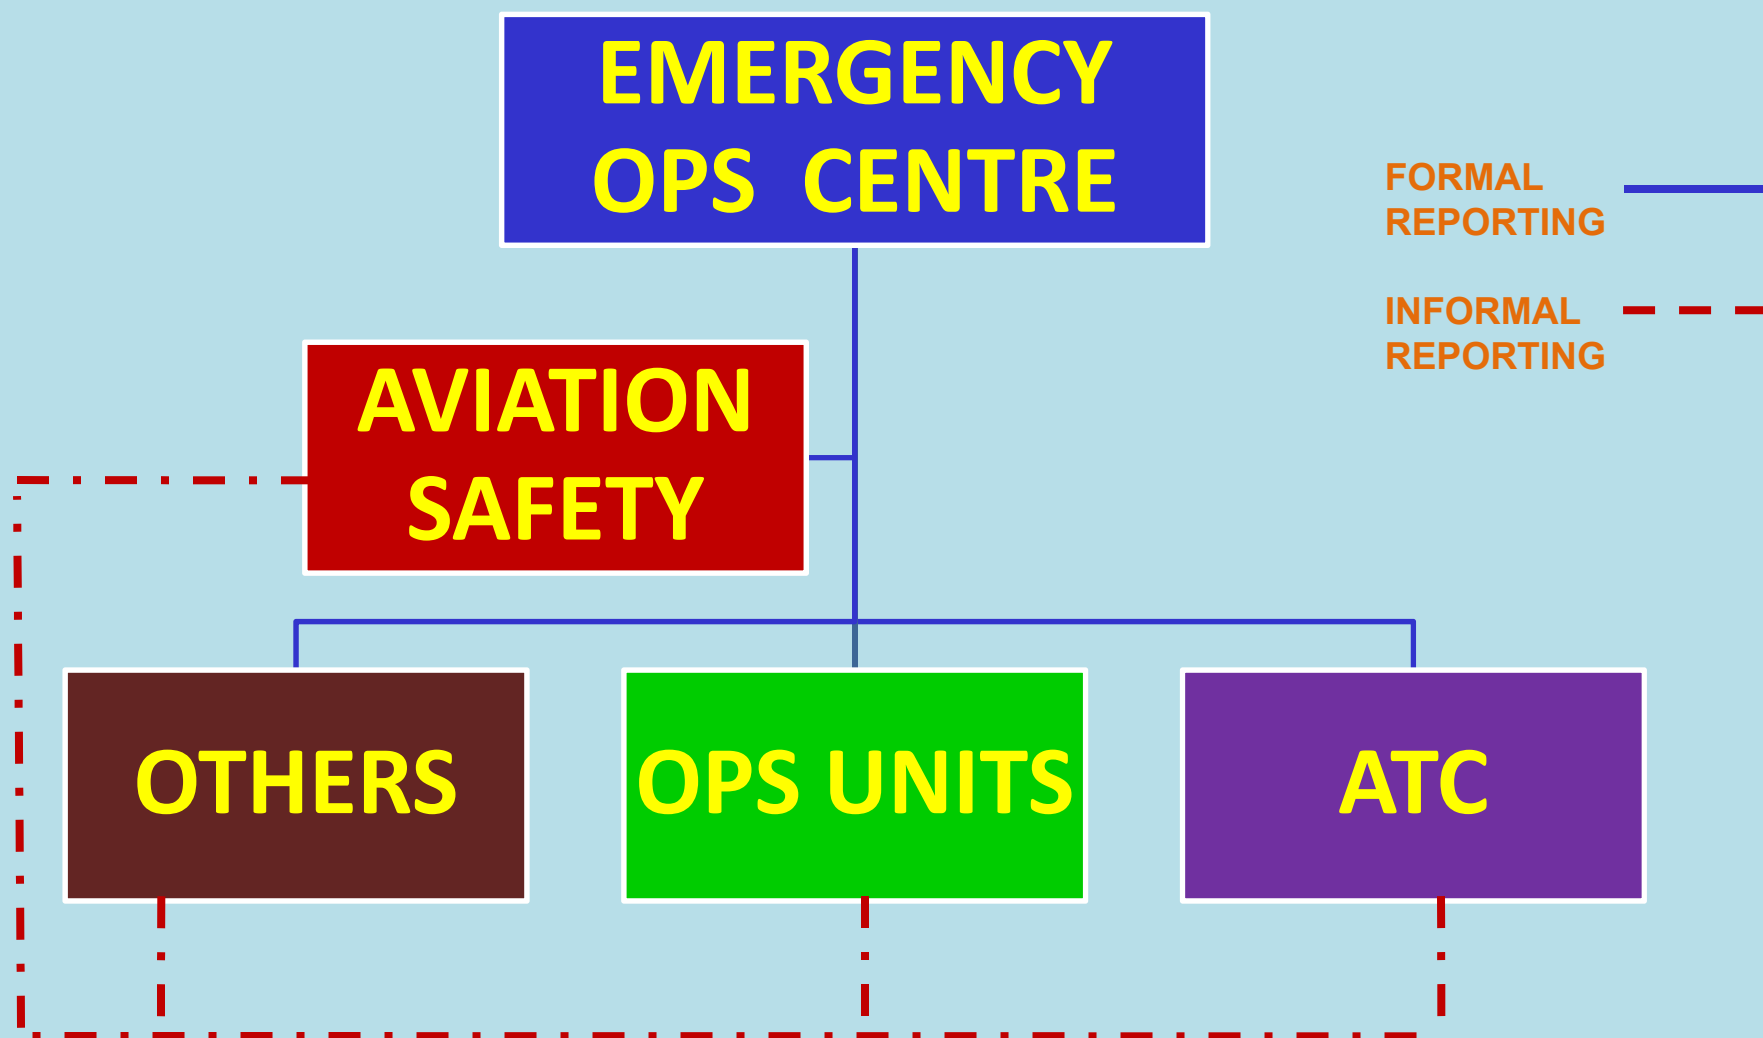 EMERGENCY
OPS CENTRE
FORMAL
REPORTING
INFORMAL
REPORTING
AVIATION
SAFETY
OTHERS
OPS UNITS
ATC